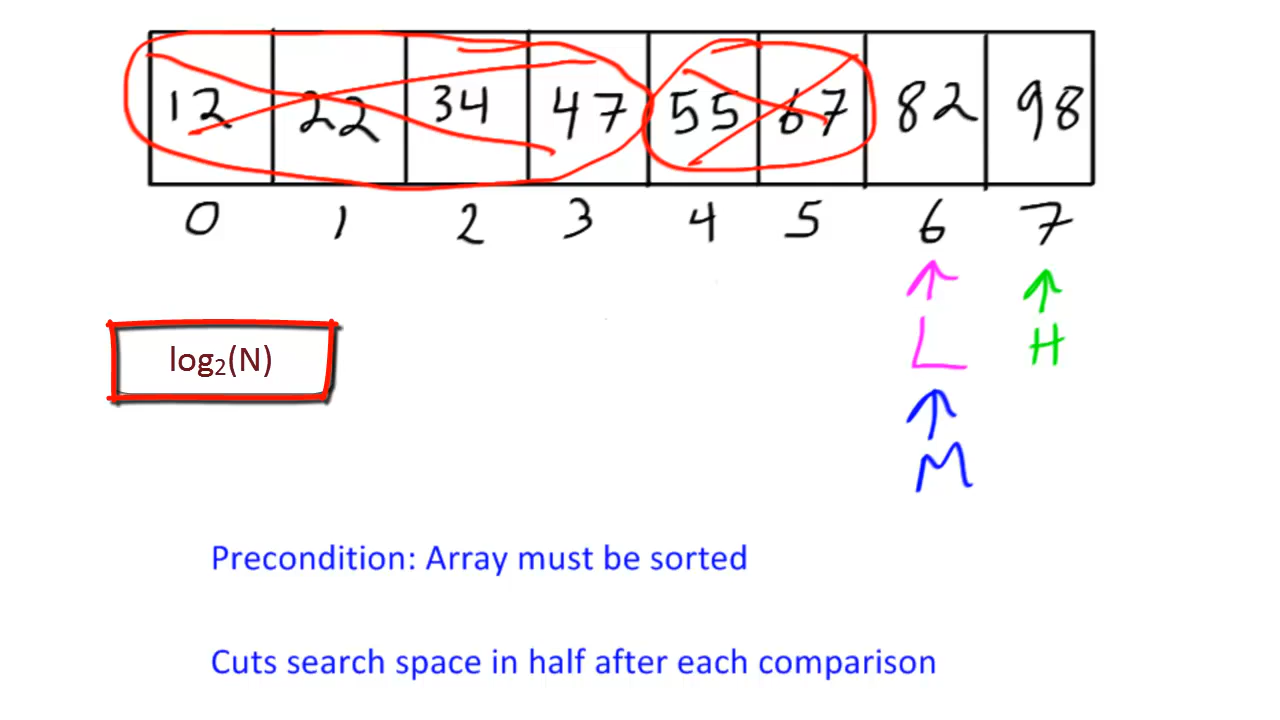 12 22 34 47 55 67 82 98
0 1 2 3 4 5 6 7
L H
log₂(N)
M
Precondition: Array must be sorted
Cuts search space in half after each comparison